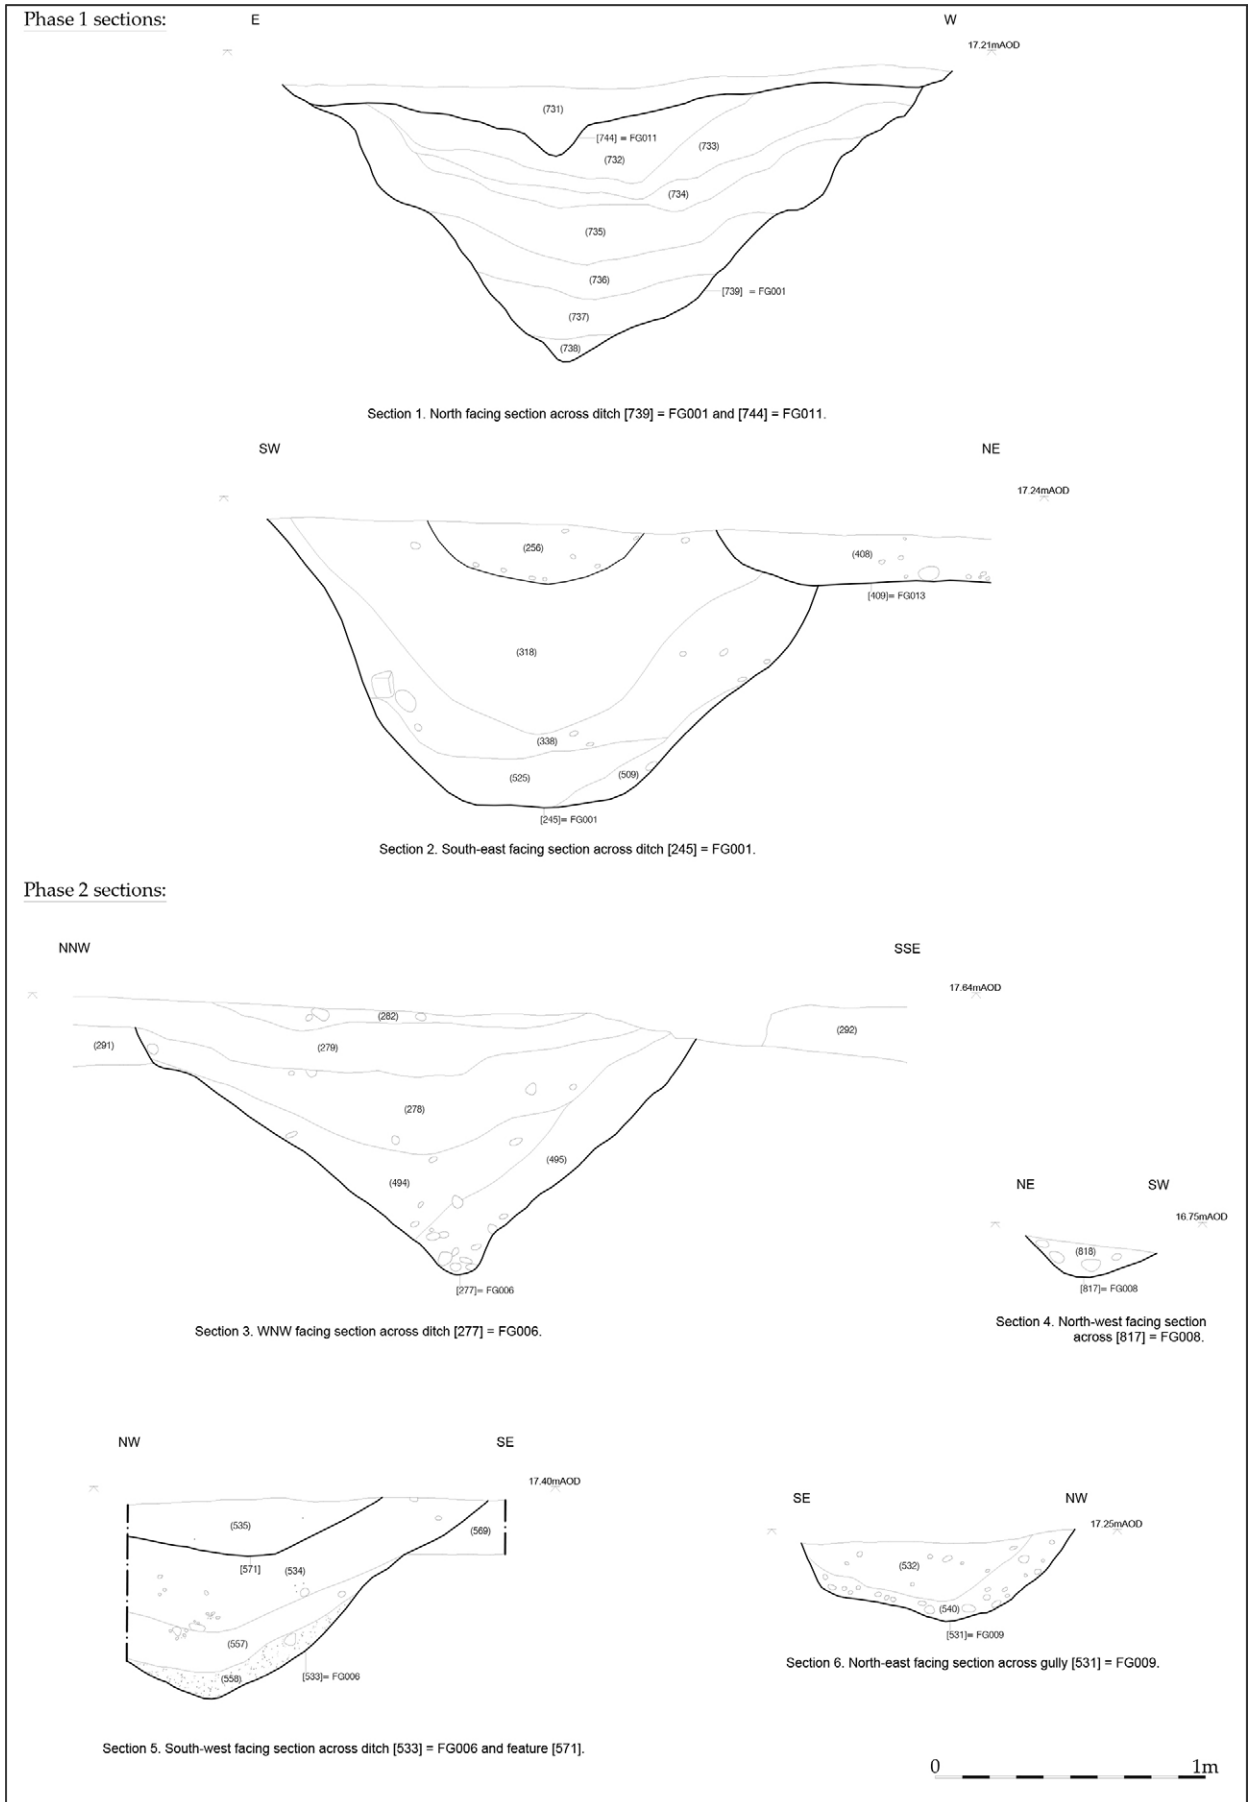 Phase 1 sections:
E
W
17.21mAOD
(731)
[744] = FG011
(732)
(733)
(734)
(735)
(736)
[739] = FG001
(737)
(738)
Section 1. North facing section across ditch [739] = FG001 and [744] = FG011.
SW
NE
17.24mAOD
(256)
(408)
[409]= FG013
(318)
(338)
(525)
(509)
[245]= FG001
Section 2. South-east facing section across ditch [245] = FG001.
Phase 2 sections:
NNW
SSE
17.64mAOD
(282)
(292)
(291)
(279)
(278)
(495)
(494)
[277]= FG006
Section 3. WNW facing section across ditch [277] = FG006.
NE
SW
16.75mAOD
(818)
[817]= FG008
Section 4. North-west facing section
across [817] = FG008.
NW
SE
17.40mAOD
(535)
(569)
[571]
(534)
(557)
(558)
[533]= FG006
Section 5. South-west facing section across ditch [533] = FG006 and feature [571].
SE
NW
17.25mAOD
(532)
(540)
[531]= FG009
Section 6. North-east facing section across gully [531] = FG009.
0
1m